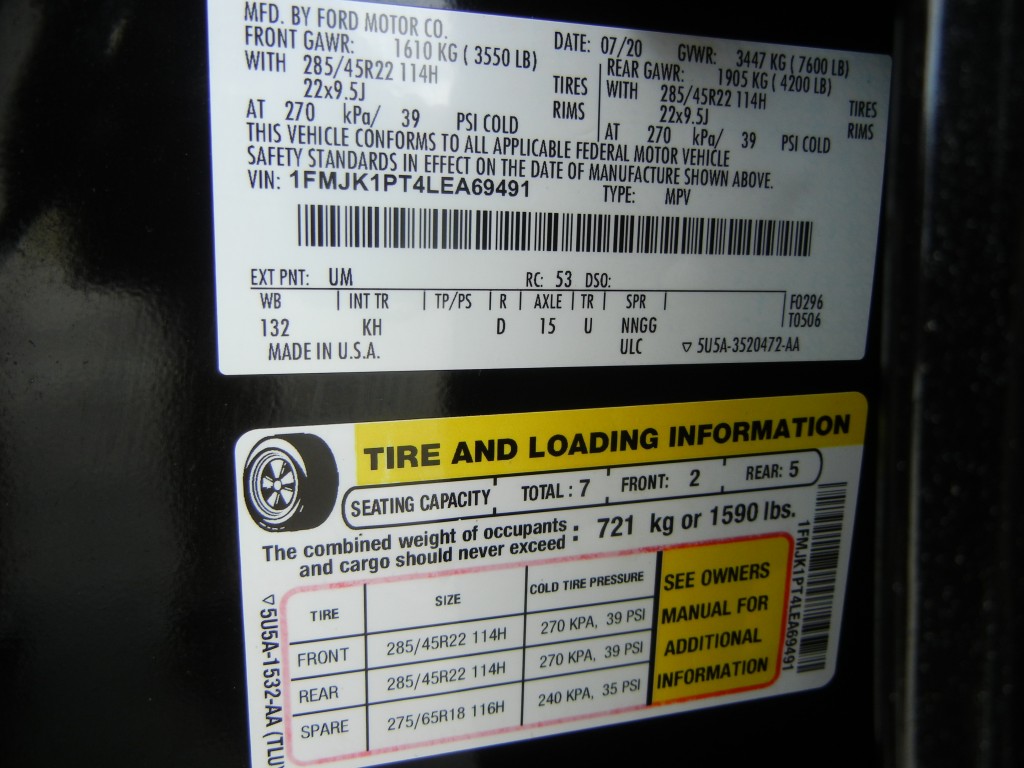 MFD. BY FORD MOTOR CO.
DATE: 07/20 GVWR: 3447 KG ( 7600 LB)
FRONT GAWR: 1610 KG ( 3550 LB) REAR GAWR: 1905 KG ( 4200 LB)
WITH 285/45R22 114H TIRES WITH 285/45R22 114H TIRES
22x9.5J RIMS 22x9.5J RIMS
AT 270 kPa/ 39 PSI COLD AT 270 kPa/ 39 PSI COLD
THIS VEHICLE CONFORMS TO ALL APPLICABLE FEDERAL MOTOR VEHICLE
SAFETY STANDARDS IN EFFECT ON THE DATE OF MANUFACTURE SHOWN ABOVE.
VIN: 1FMJK1PT4LEA69491 TYPE: MPV
EXT PNT: UM RC: 53 DSO:
WB INT TR TP/PS R AXLE TR SPR F0296
132 KH D 15 U NNGG T0506
MADE IN U.S.A. ULC ▽ 5U5A-3520472-AA
TIRE AND LOADING INFORMATION
SEATING CAPACITY TOTAL : 7 FRONT: 2 REAR: 5
The combined weight of occupants
and cargo should never exceed : 721 kg or 1590 lbs.
TIRE SIZE COLD TIRE PRESSURE
FRONT 285/45R22 114H 270 KPA, 39 PSI
REAR 285/45R22 114H 270 KPA, 39 PSI
SPARE 275/65R18 116H 240 KPA, 35 PSI
SEE OWNERS
MANUAL FOR
ADDITIONAL
INFORMATION
1FMJK1PT4LEA69491
▽ 5U5A-1532-AA (TLU